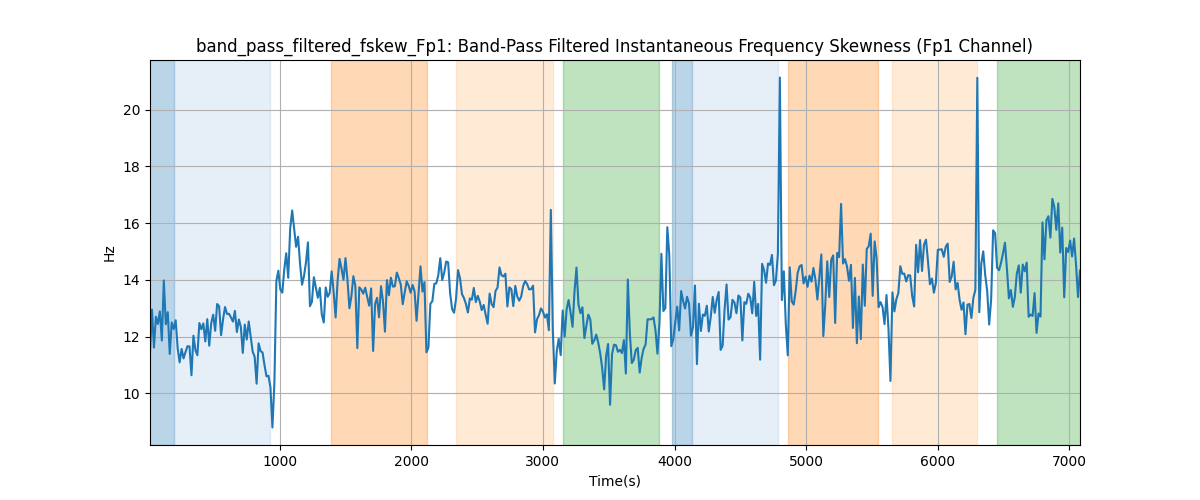 band_pass_filtered_fskew_Fp1: Band-Pass Filtered Instantaneous Frequency Skewness (Fp1 Channel)
20
18
16
14
12
10
Hz
1000 2000 3000 4000 5000 6000 7000
Time(s)